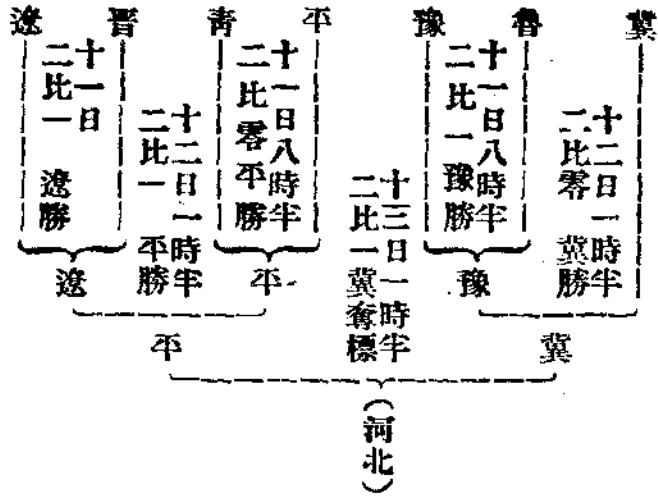 冀
魯
豫
平
青
晋
遼
十二日一時半
二比零 冀勝
十一日八時半
二比一 豫勝
十三日一時半
二比一冀奪標
十一日八時半
二比零平勝
十二日一時半
二比一 平勝
十一日
二比一 遼勝
豫
平
遼
冀
平
（河北）